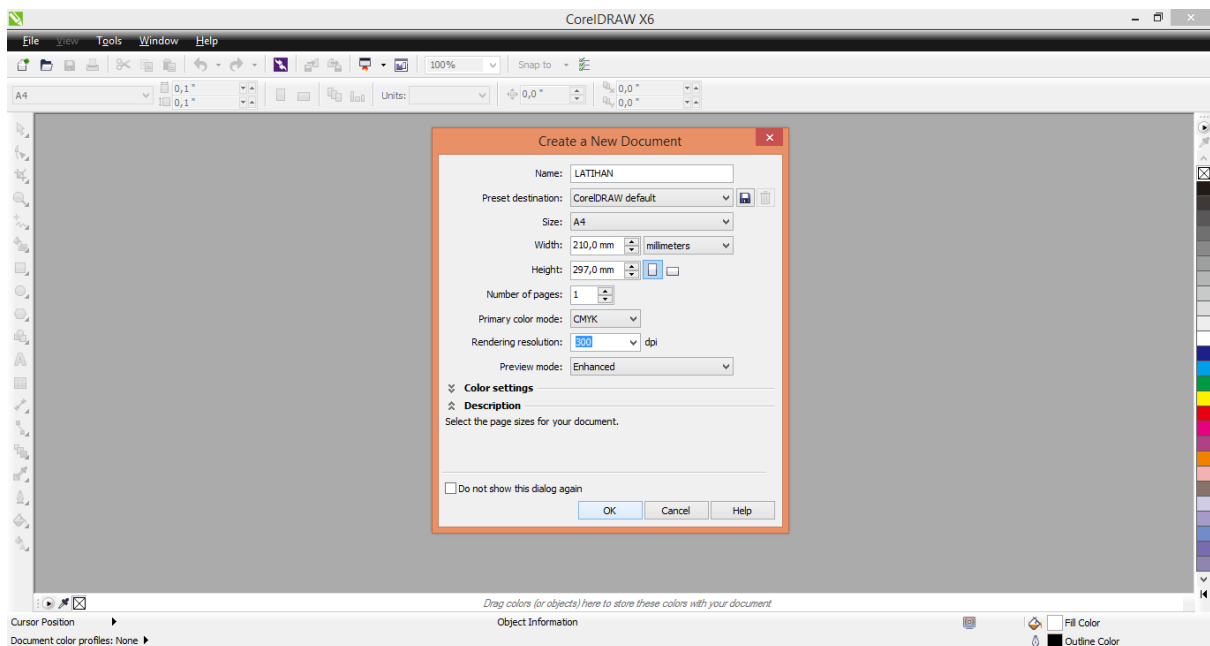 CorelDRAW X6
File View Tools Window Help
100% Snap to
A4 0,1 " 0,1 " Units: 0,0 " 0,0 " 0,0 "
Create a New Document
Name: LATIHAN
Preset destination: CorelDRAW default
Size: A4
Width: 210,0 mm millimeters
Height: 297,0 mm
Number of pages: 1
Primary color mode: CMYK
Rendering resolution: 300 dpi
Preview mode: Enhanced
Color settings
Description
Select the page sizes for your document.
Do not show this dialog again
OK Cancel Help
Drag colors (or objects) here to store these colors with your document
Cursor Position Object Information Fill Color
Document color profiles: None Outline Color